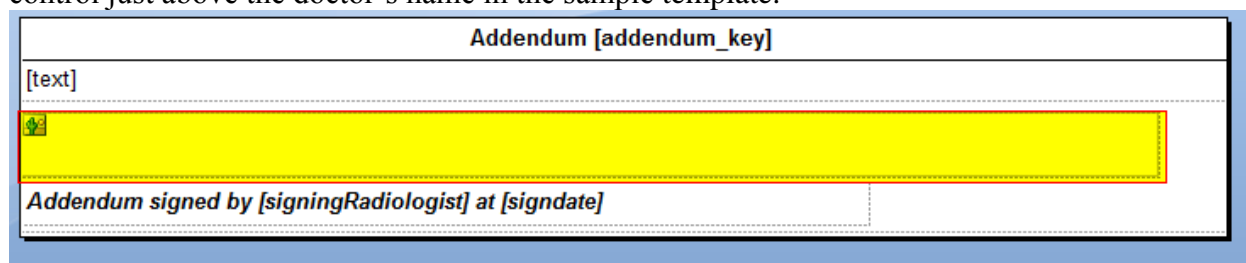 control just above the doctor's name in the sample template.
Addendum [addendum_key]
[text]
Addendum signed by [signingRadiologist] at [signdate]